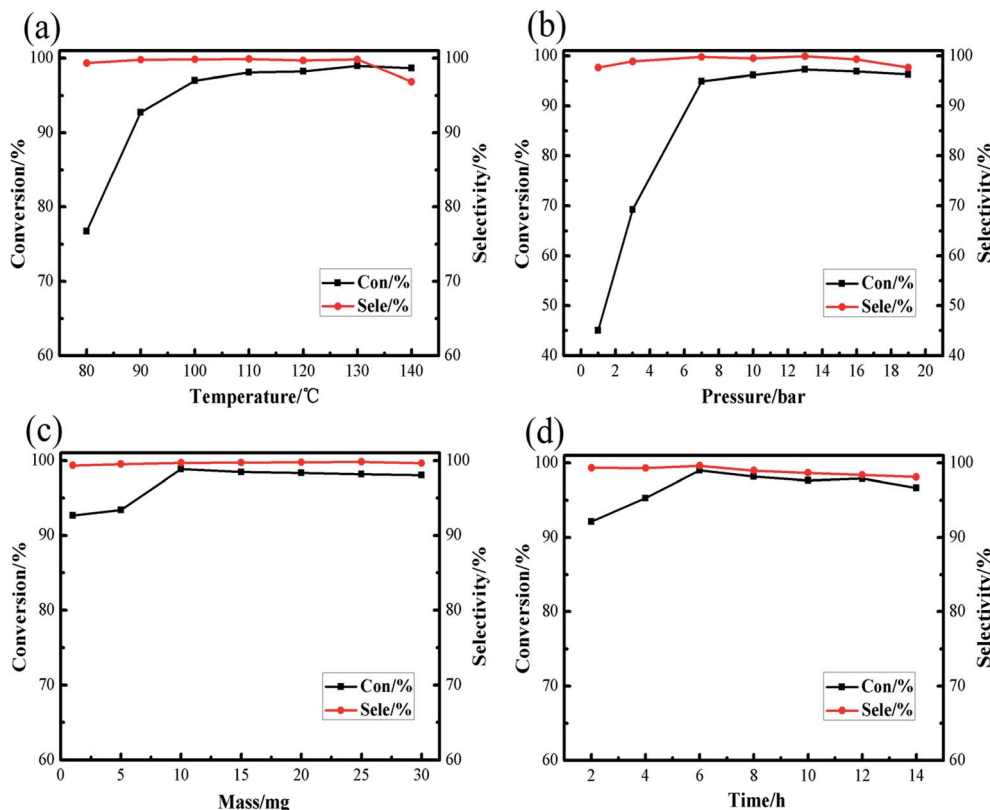 (a)
100
90
80
70
60
Conversion/%
100
90
80
70
60
Selectivity/%
Con/%
Sele/%
80 90 100 110 120 130 140
Temperature/℃
(b)
100
90
80
70
60
50
40
Conversion/%
100
90
80
70
60
50
40
Selectivity/%
Con/%
Sele/%
0 2 4 6 8 10 12 14 16 18 20
Pressure/bar
(c)
100
90
80
70
60
Conversion/%
100
90
80
70
60
Selectivity/%
Con/%
Sele/%
0 5 10 15 20 25 30
Mass/mg
(d)
100
90
80
70
60
Conversion/%
100
90
80
70
60
Selectivity/%
Con/%
Sele/%
2 4 6 8 10 12 14
Time/h